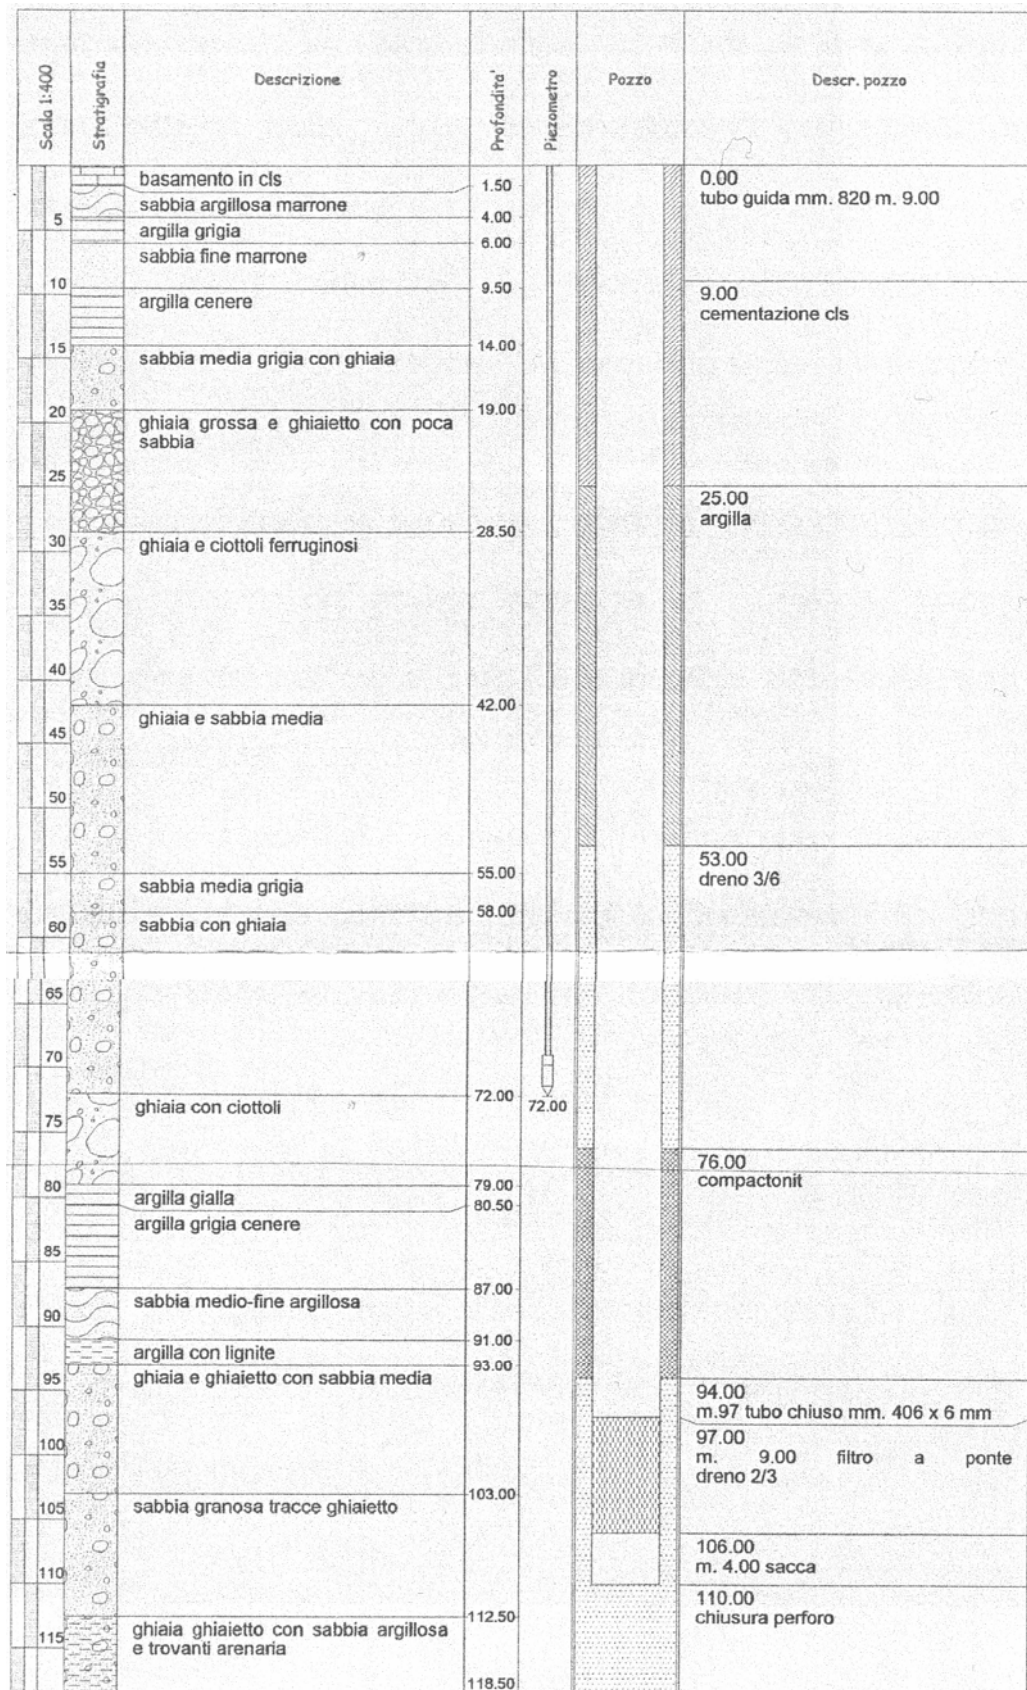 Scala 1:400
Stratigrafia
Descrizione
Profondita'
Piezometro
Pozzo
Descr. pozzo
basamento in cls
1.50
0.00
tubo guida mm. 820 m. 9.00
sabbia argillosa marrone
5
4.00
argilla grigia
6.00
sabbia fine marrone
10
9.50
9.00
cementazione cls
argilla cenere
15
14.00
sabbia media grigia con ghiaia
20
19.00
ghiaia grossa e ghiaietto con poca
sabbia
25
25.00
argilla
28.50
30
ghiaia e ciottoli ferruginosi
35
40
42.00
ghiaia e sabbia media
45
50
55
53.00
dreno 3/6
55.00
sabbia media grigia
58.00
60
sabbia con ghiaia
65
70
72.00
72.00
ghiaia con ciottoli
75
76.00
compactonit
80
79.00
argilla gialla
80.50
argilla grigia cenere
85
87.00
sabbia medio-fine argillosa
90
91.00
argilla con lignite
93.00
95
ghiaia e ghiaietto con sabbia media
94.00
m.97 tubo chiuso mm. 406 x 6 mm
97.00
m. 9.00 filtro a ponte
dreno 2/3
100
103.00
105
sabbia granosa tracce ghiaietto
106.00
m. 4.00 sacca
110
110.00
chiusura perforo
112.50
115
ghiaia ghiaietto con sabbia argillosa
e trovanti arenaria
118.50